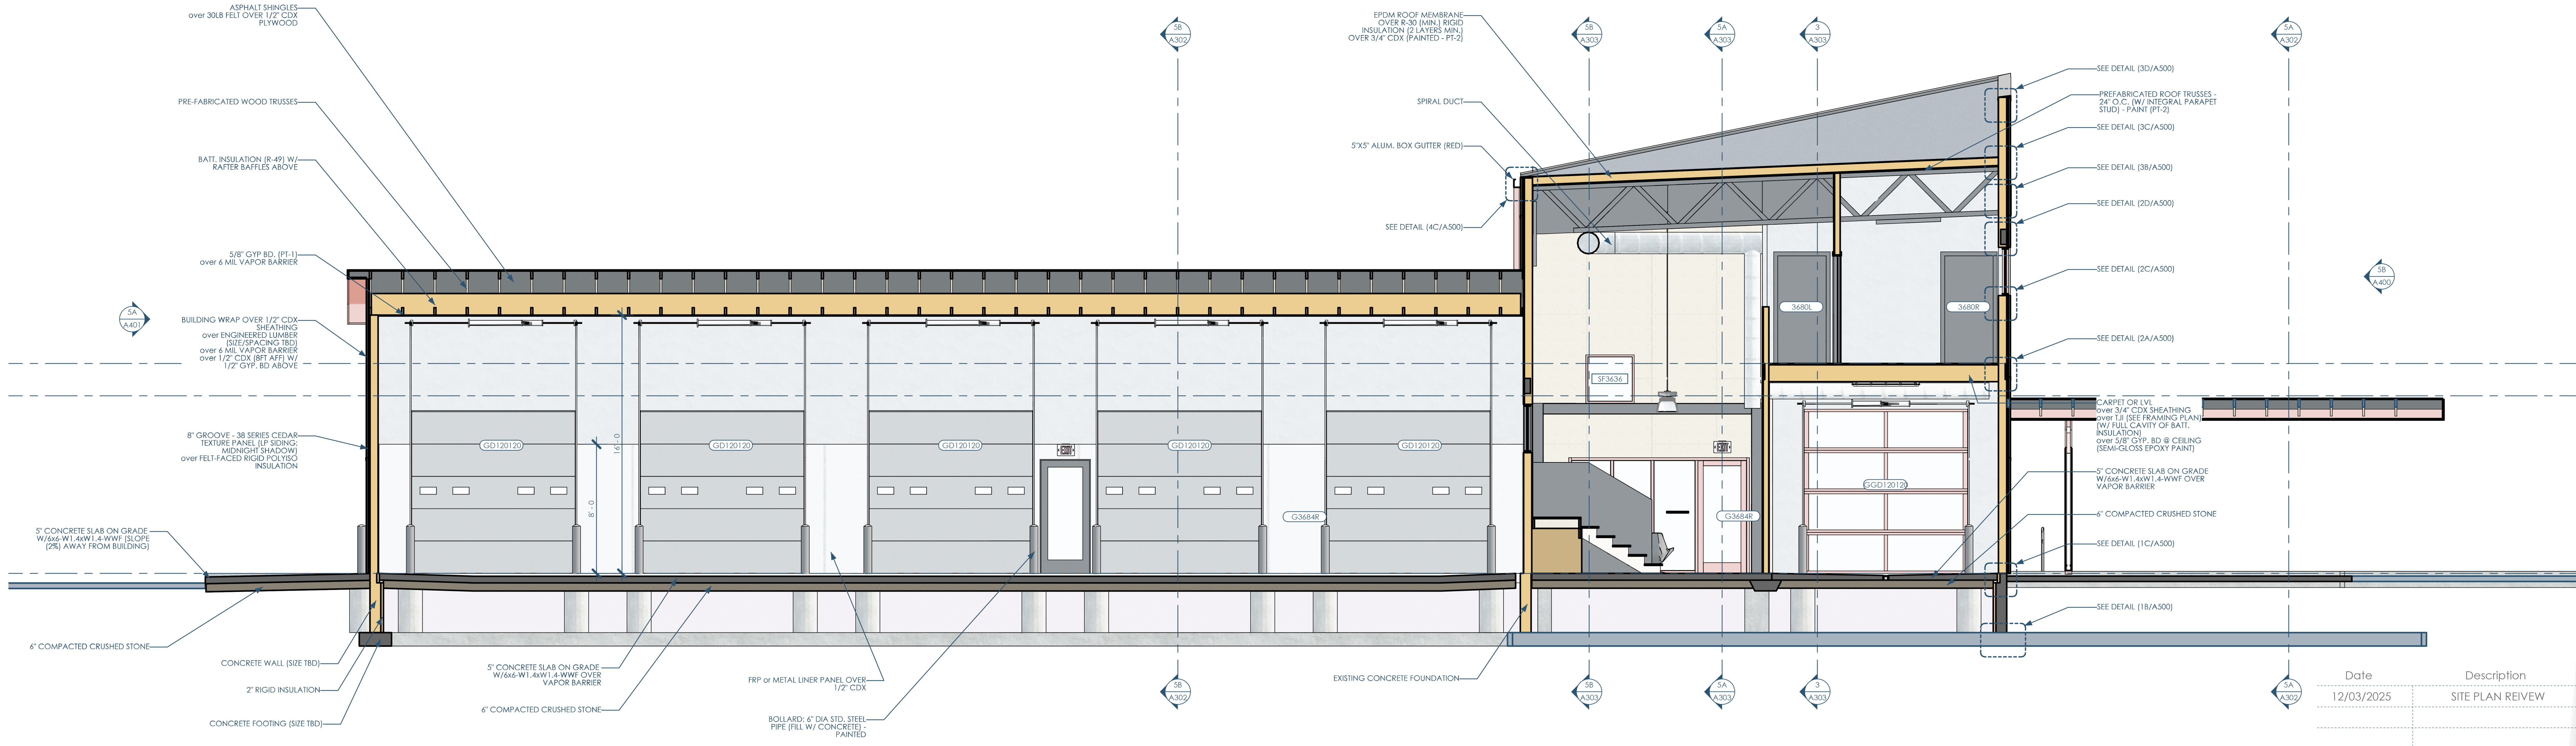 ASPHALT SHINGLES
over 30LB FELT OVER 1/2" CDX
PLYWOOD
PRE-FABRICATED WOOD TRUSSES
BATT. INSULATION (R-49) W/
RAFTER BAFFLES ABOVE
5/8" GYP BD. (PT-1)
over 6 MIL VAPOR BARRIER
5A
A401
BUILDING WRAP OVER 1/2" CDX
SHEATHING
over ENGINEERED LUMBER
(SIZE/SPACING TBD)
over 6 MIL VAPOR BARRIER
over 1/2" CDX (8FT AFF) W/
1/2" GYP. BD ABOVE
8" GROOVE - 38 SERIES CEDAR
TEXTURE PANEL (LP SIDING:
MIDNIGHT SHADOW)
over FELT-FACED RIGID POLYISO
INSULATION
5" CONCRETE SLAB ON GRADE
W/6x6-W1.4xW1.4-WWF (SLOPE
(2%) AWAY FROM BUILDING)
6" COMPACTED CRUSHED STONE
CONCRETE WALL (SIZE TBD)
2" RIGID INSULATION
CONCRETE FOOTING (SIZE TBD)
5" CONCRETE SLAB ON GRADE
W/6x6-W1.4xW1.4-WWF OVER
VAPOR BARRIER
6" COMPACTED CRUSHED STONE
FRP or METAL LINER PANEL OVER
1/2" CDX
BOLLARD: 6" DIA STD. STEEL
PIPE (FILL W/ CONCRETE) -
PAINTED
GD120120
GD120120
GD120120
GD120120
GD120120
16' - 0
8' - 0
EXIT
G3684R
5B
A302
5B
A302
EPDM ROOF MEMBRANE
OVER R-30 (MIN.) RIGID
INSULATION (2 LAYERS MIN.)
OVER 3/4" CDX (PAINTED - PT-2)
SPIRAL DUCT
5"X5" ALUM. BOX GUTTER (RED)
SEE DETAIL (4C/A500)
EXISTING CONCRETE FOUNDATION
5B
A303
5A
A303
3
A303
5A
A302
3680L
3680R
SF3636
EXIT
G3684R
GGD120120
5B
A303
5A
A303
3
A303
5A
A302
SEE DETAIL (3D/A500)
PREFABRICATED ROOF TRUSSES -
24" O.C. (W/ INTEGRAL PARAPET
STUD) - PAINT (PT-2)
SEE DETAIL (3C/A500)
SEE DETAIL (3B/A500)
SEE DETAIL (2D/A500)
SEE DETAIL (2C/A500)
SEE DETAIL (2A/A500)
5B
A400
CARPET OR LVL
over 3/4" CDX SHEATHING
over TJI (SEE FRAMING PLAN)
(W/ FULL CAVITY OF BATT.
INSULATION)
over 5/8" GYP. BD @ CEILING
(SEMI-GLOSS EPOXY PAINT)
5" CONCRETE SLAB ON GRADE
W/6x6-W1.4xW1.4-WWF OVER
VAPOR BARRIER
6" COMPACTED CRUSHED STONE
SEE DETAIL (1C/A500)
SEE DETAIL (1B/A500)
Date Description
12/03/2025 SITE PLAN REIVEW